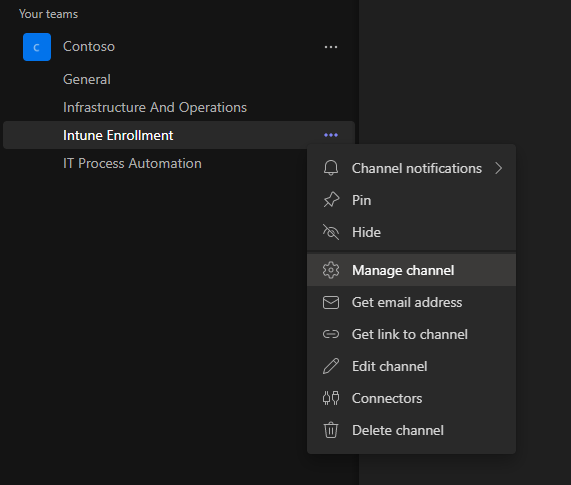 Your teams
c
Contoso
General
Infrastructure And Operations
Intune Enrollment
IT Process Automation
Channel notifications
Pin
Hide
Manage channel
Get email address
Get link to channel
Edit channel
Connectors
Delete channel